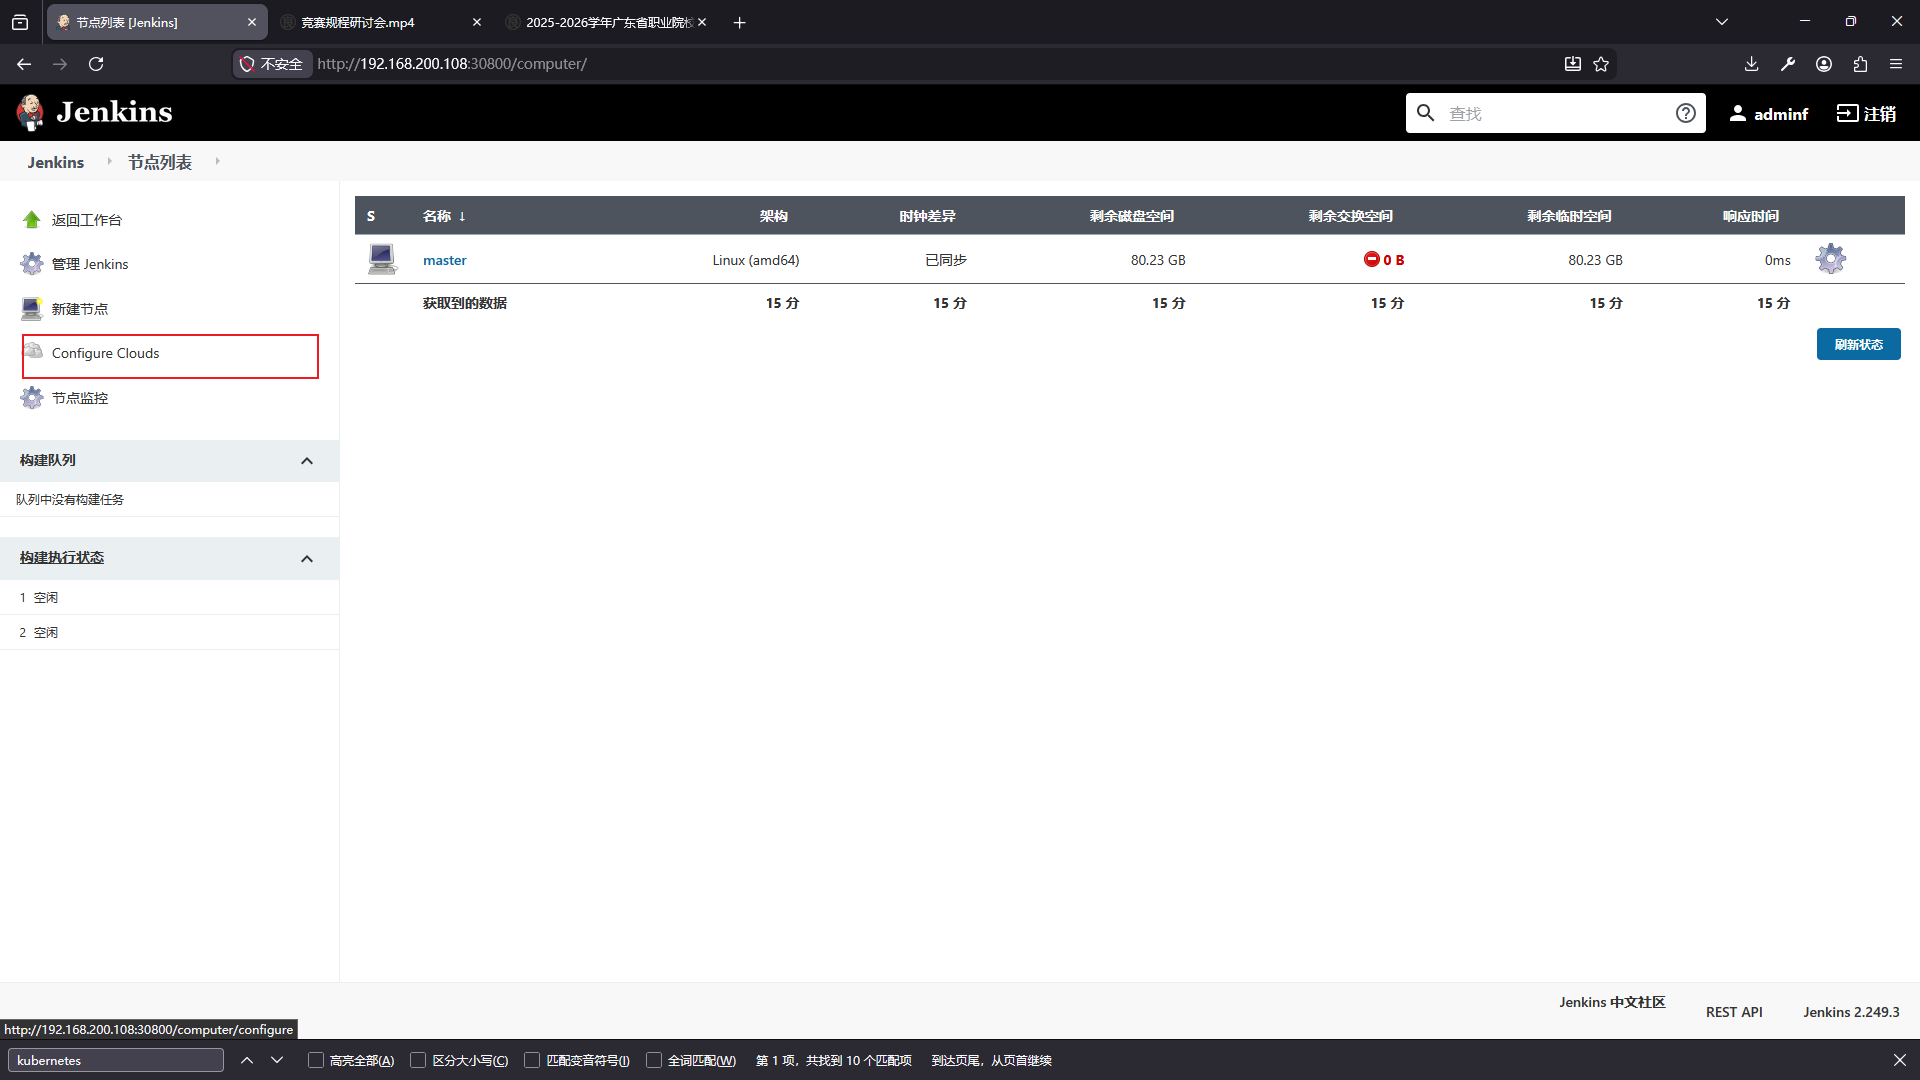 节点列表 [Jenkins]
竞赛规程研讨会.mp4
2025-2026学年广东省职业院校
不安全
http://192.168.200.108:30800/computer/
Jenkins
查找
adminf
注销
Jenkins
节点列表
返回工作台
管理 Jenkins
新建节点
Configure Clouds
节点监控
构建队列
队列中没有构建任务
构建执行状态
1 空闲
2 空闲
S 名称 ↓ 架构 时钟差异 剩余磁盘空间 剩余交换空间 剩余临时空间 响应时间
master Linux (amd64) 已同步 80.23 GB 0 B 80.23 GB 0ms
获取到的数据 15 分 15 分 15 分 15 分 15 分 15 分
刷新状态
Jenkins 中文社区
REST API
Jenkins 2.249.3
http://192.168.200.108:30800/computer/configure
kubernetes
高亮全部(A)
区分大小写(C)
匹配变音符号(I)
全词匹配(W)
第 1 项，共找到 10 个匹配项
到达页尾，从页首继续